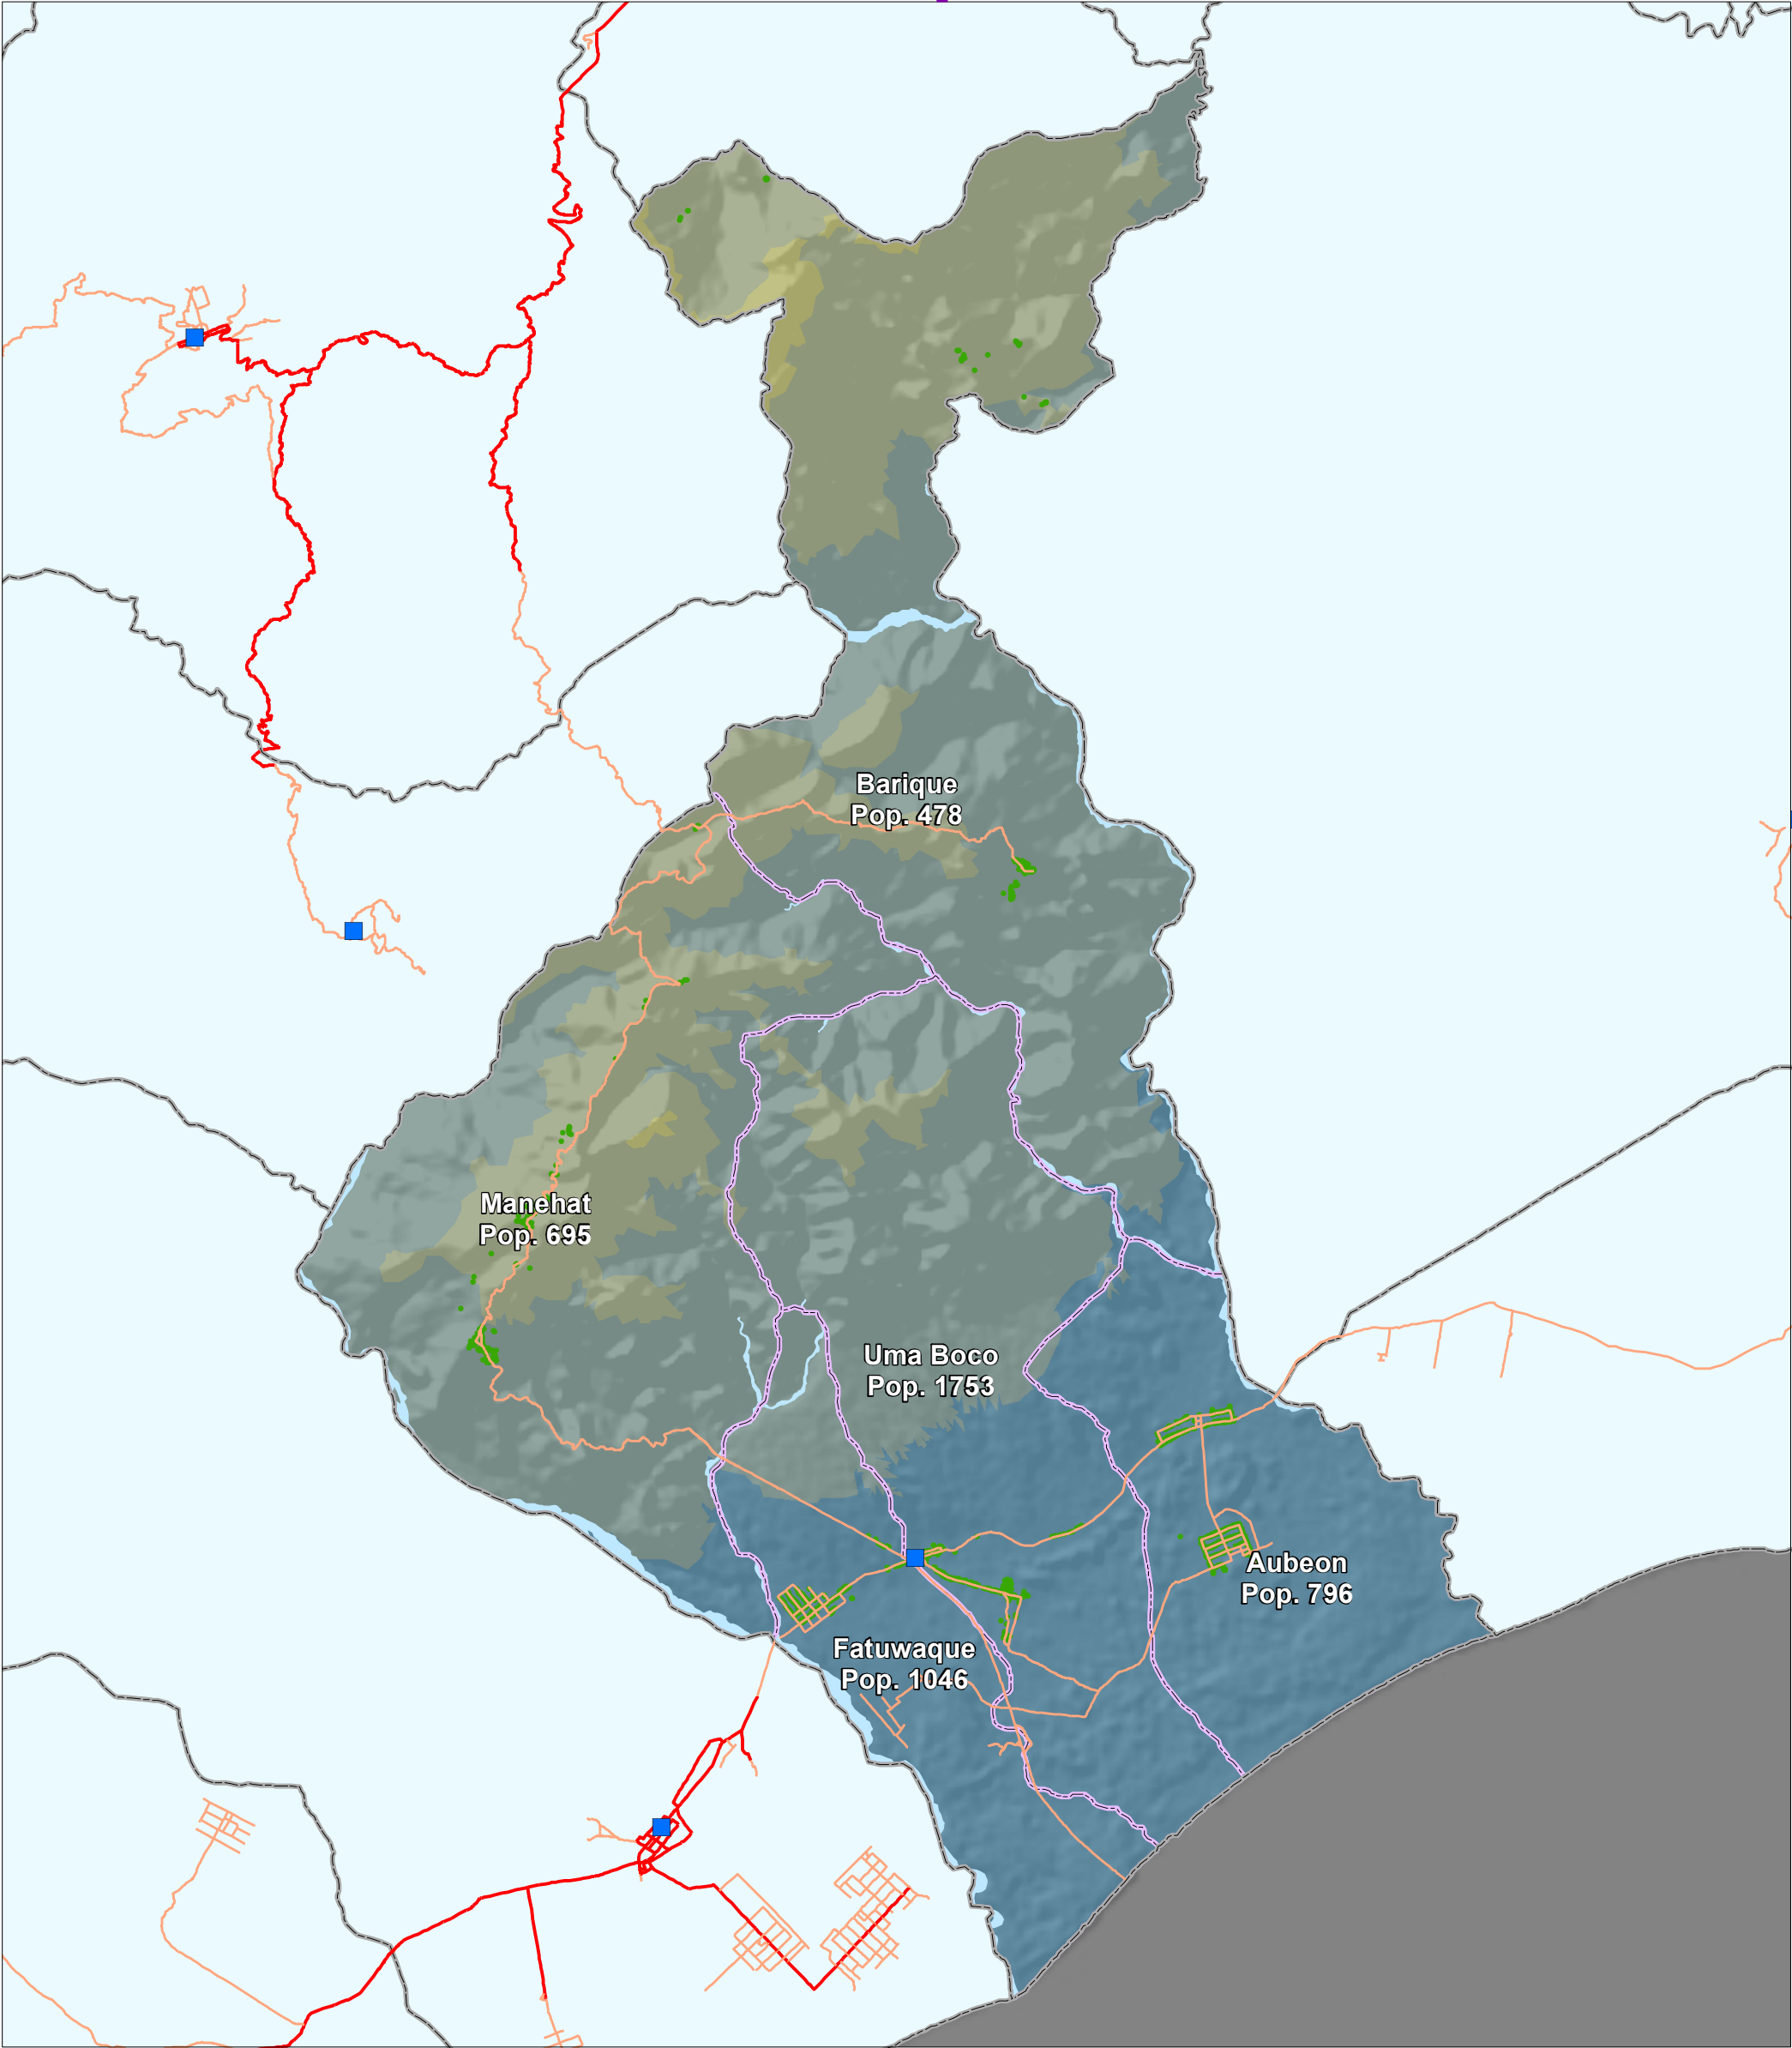 Barique
Pop. 478
Manehat
Pop. 695
Uma Boco
Pop. 1753
Aubeon
Pop. 796
Fatuwaque
Pop. 1046